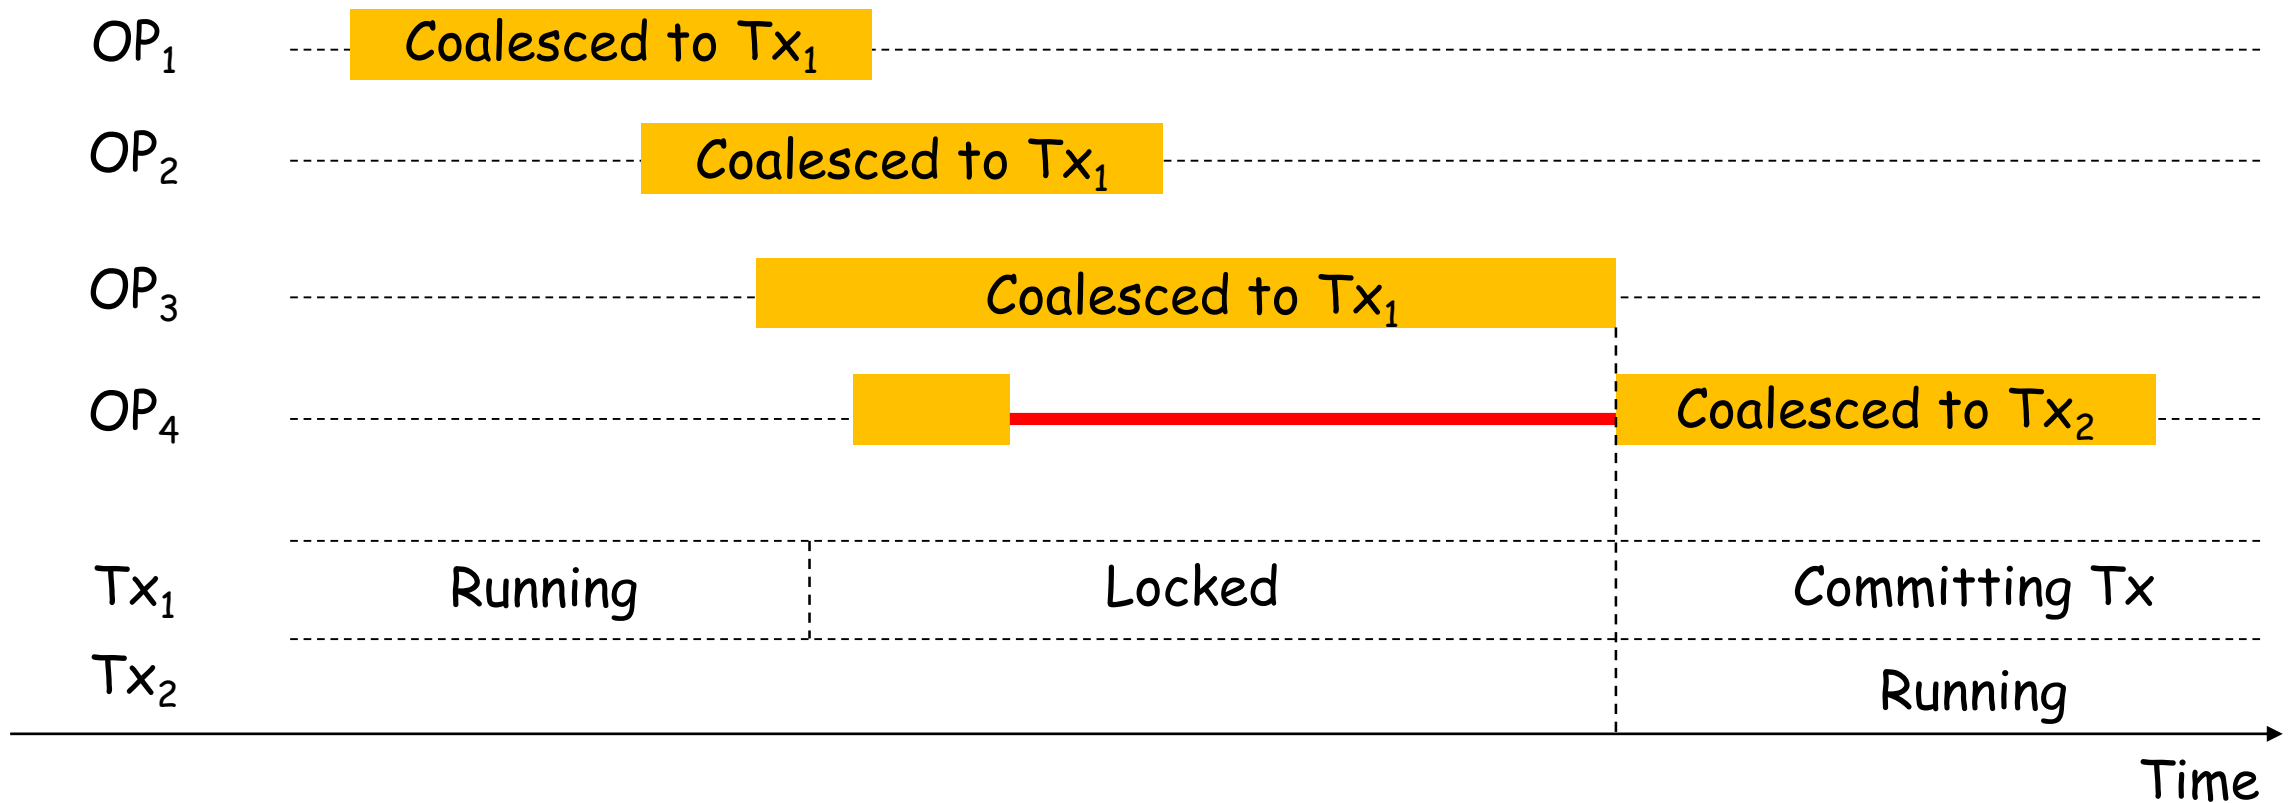 OP₁ Coalesced to Tx₁
OP₂ Coalesced to Tx₁
OP₃ Coalesced to Tx₁
OP₄ Coalesced to Tx₂
Tx₁ Running Locked Committing Tx
Tx₂ Running
Time